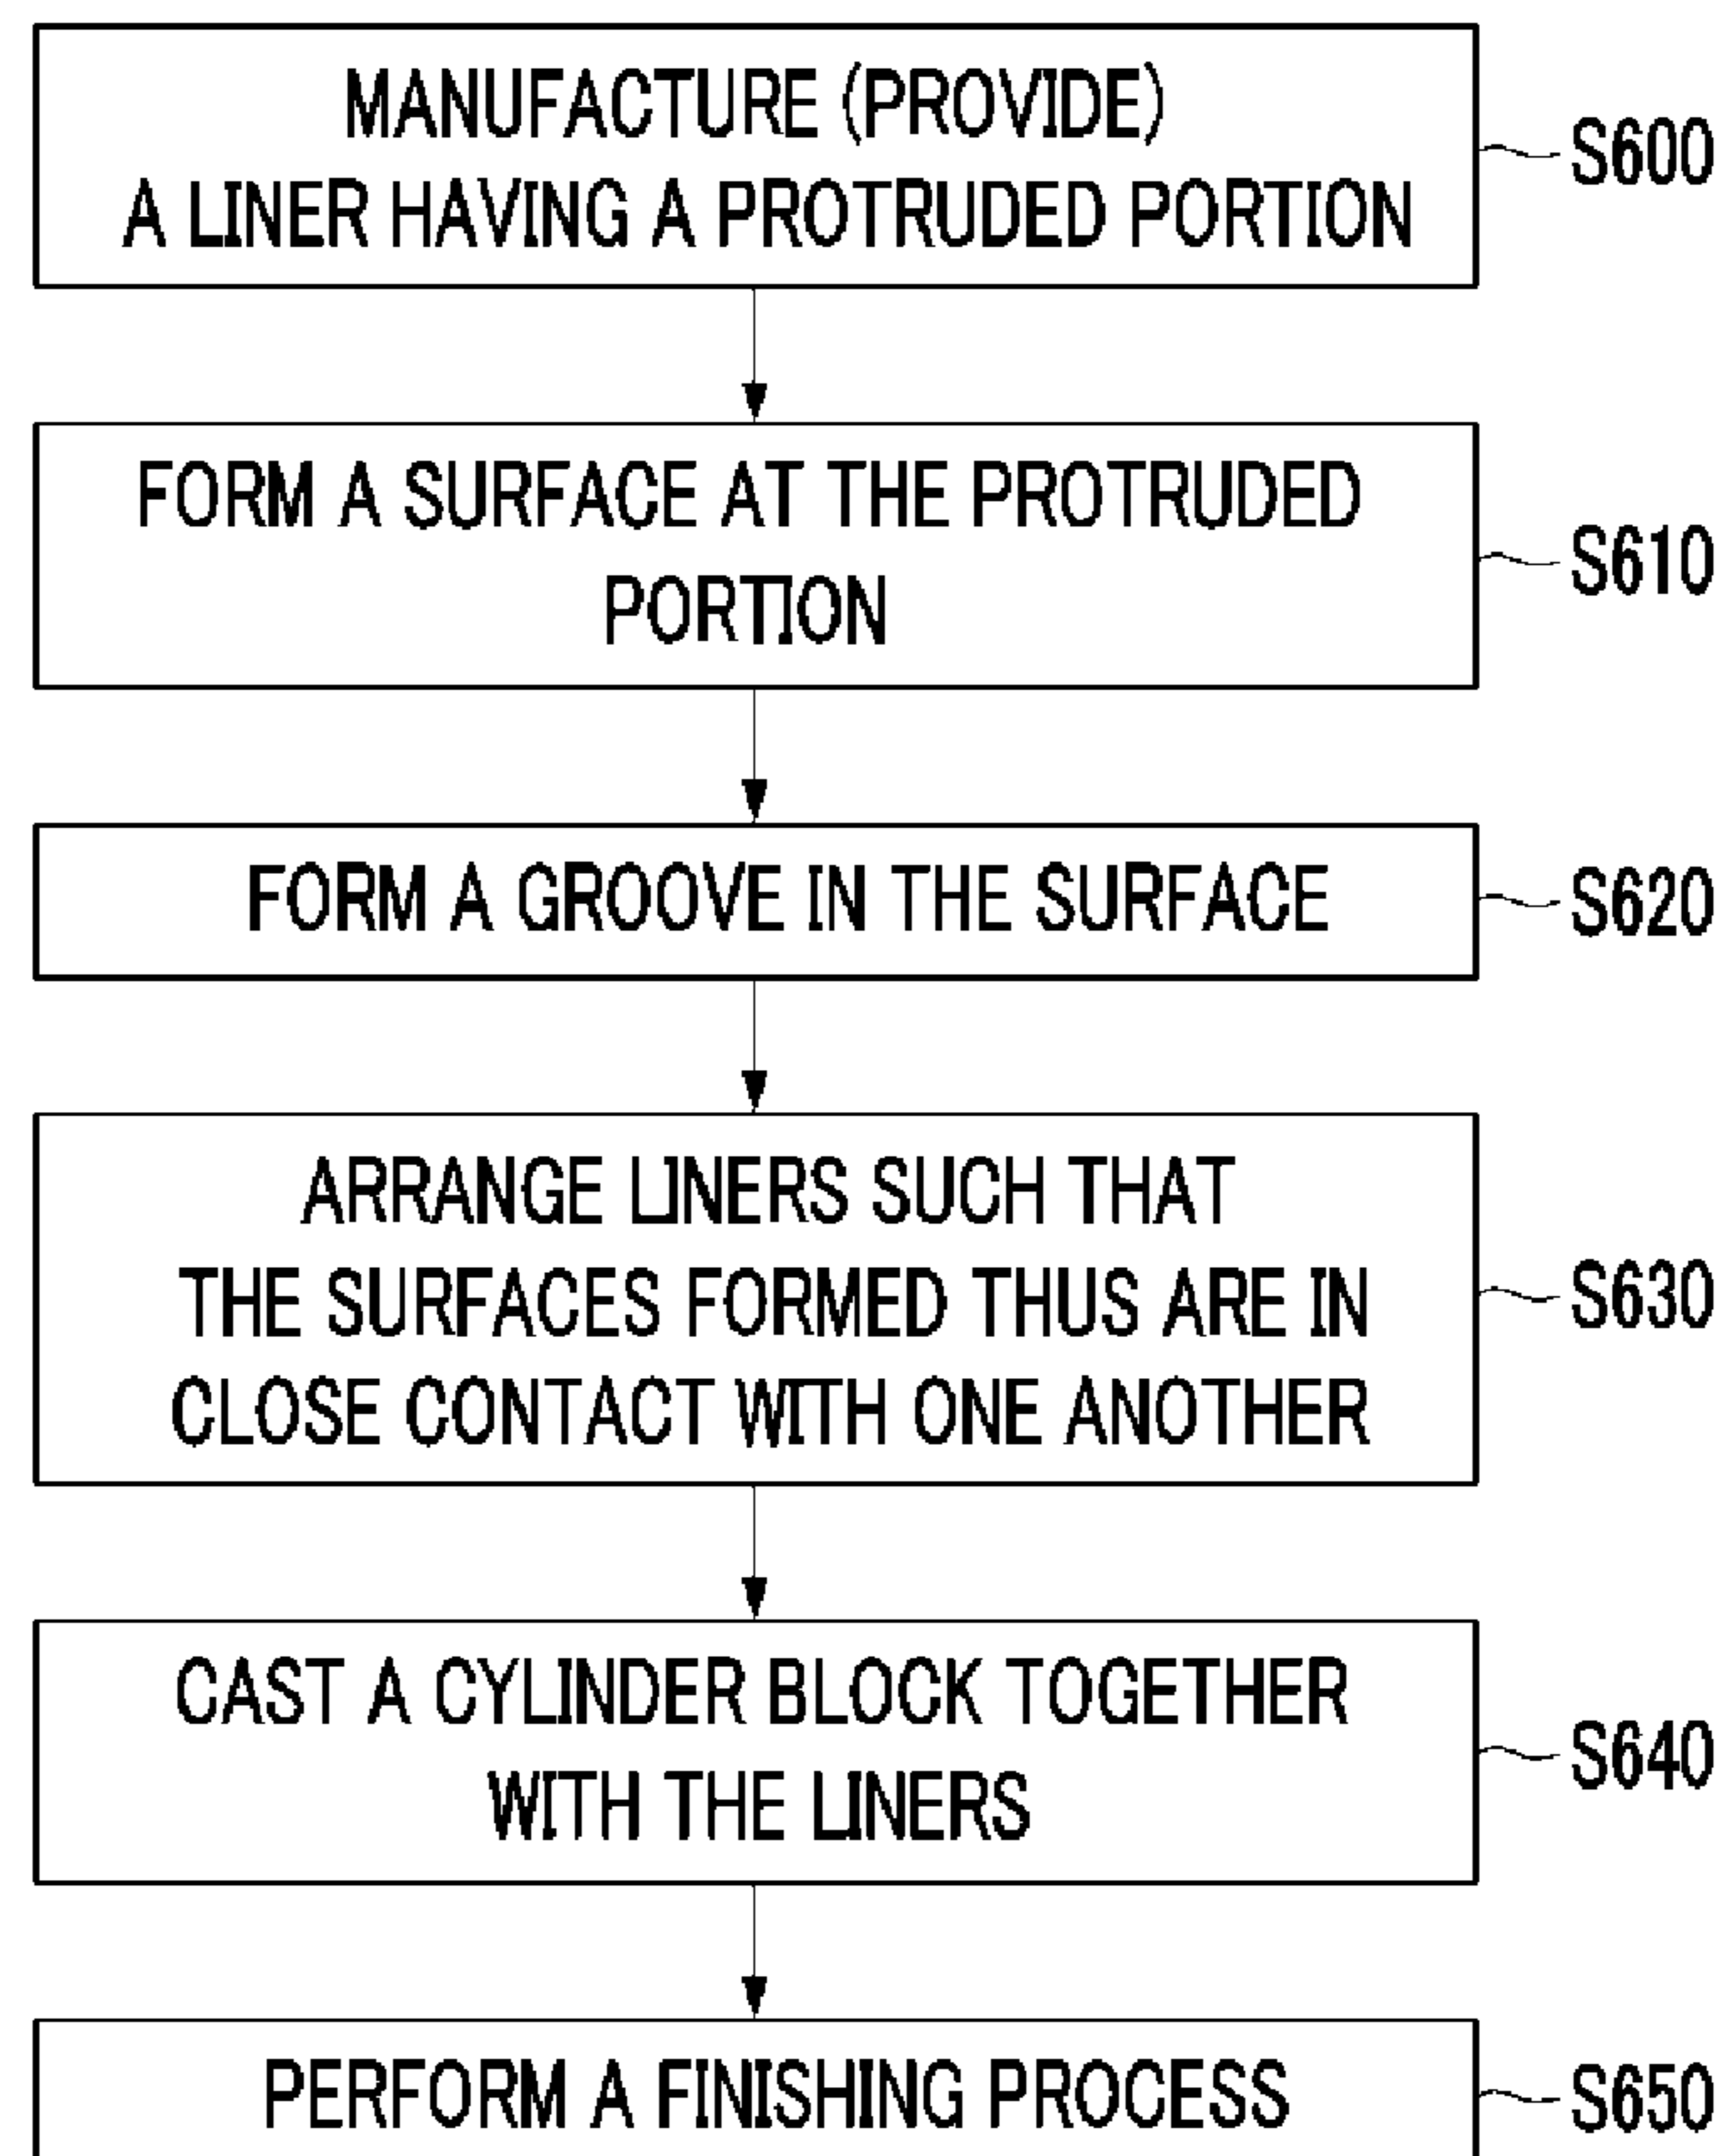 MANUFACTURE (PROVIDE)
A LINER HAVING A PROTRUDED PORTION
S600
FORM A SURFACE AT THE PROTRUDED
PORTION
S610
FORM A GROOVE IN THE SURFACE
S620
ARRANGE LINERS SUCH THAT
THE SURFACES FORMED THUS ARE IN
CLOSE CONTACT WITH ONE ANOTHER
S630
CAST A CYLINDER BLOCK TOGETHER
WITH THE LINERS
S640
PERFORM A FINISHING PROCESS
S650